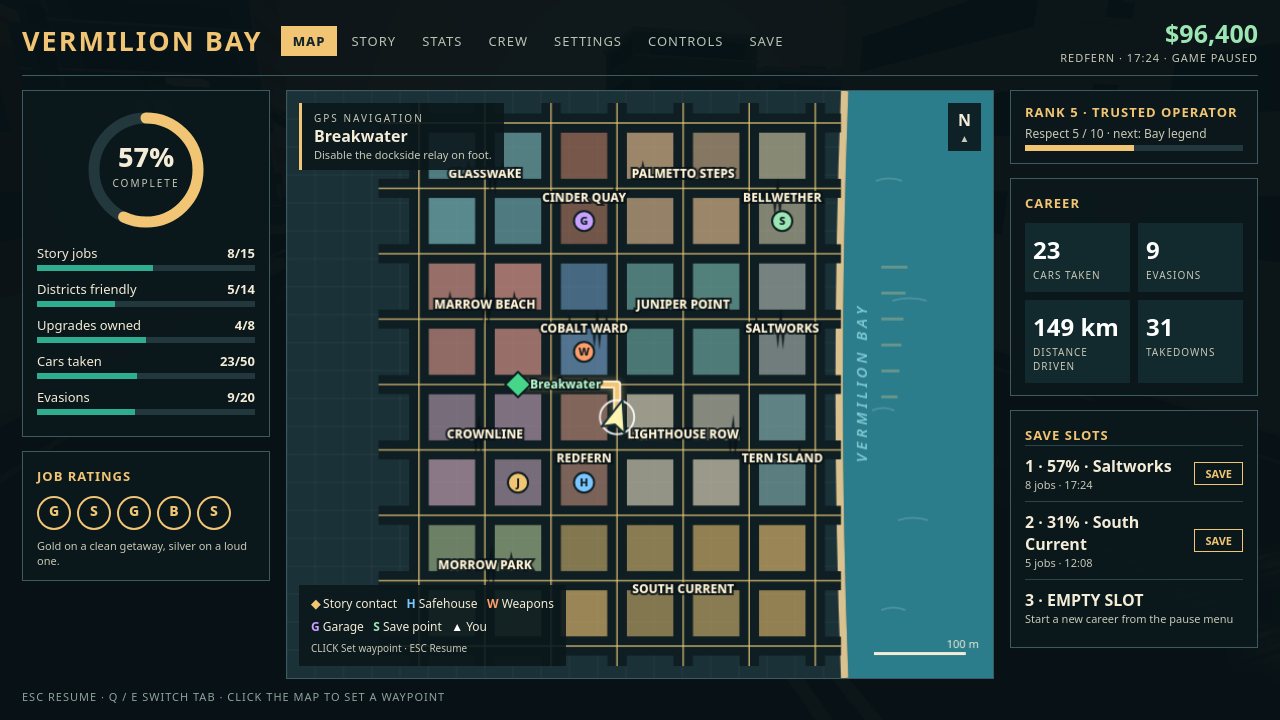 VERMILION BAY
MAP STORY STATS CREW SETTINGS CONTROLS SAVE
$96,400
REDFERN · 17:24 · GAME PAUSED
57%
COMPLETE
Story jobs 8/15
Districts friendly 5/14
Upgrades owned 4/8
Cars taken 23/50
Evasions 9/20
JOB RATINGS
G S G B S
Gold on a clean getaway, silver on a loud
one.
GPS NAVIGATION
Breakwater
Disable the dockside relay on foot.
N
GLASSWAKE PALMETTO STEPS
CINDER QUAY BELLWETHER
G S
MARROW BEACH JUNIPER POINT
COBALT WARD SALTWORKS
W
Breakwater
VERMILION BAY
CROWNLINE LIGHTHOUSE ROW
REDFERN TERN ISLAND
J H
MORROW PARK
SOUTH CURRENT
◆ Story contact H Safehouse W Weapons
G Garage S Save point ▲ You
CLICK Set waypoint · ESC Resume
100 m
RANK 5 · TRUSTED OPERATOR
Respect 5 / 10 · next: Bay legend
CAREER
23
CARS TAKEN
9
EVASIONS
149 km
DISTANCE
DRIVEN
31
TAKEDOWNS
SAVE SLOTS
1 · 57% · Saltworks
8 jobs · 17:24
SAVE
2 · 31% · South
Current
5 jobs · 12:08
SAVE
3 · EMPTY SLOT
Start a new career from the pause menu
ESC RESUME · Q / E SWITCH TAB · CLICK THE MAP TO SET A WAYPOINT